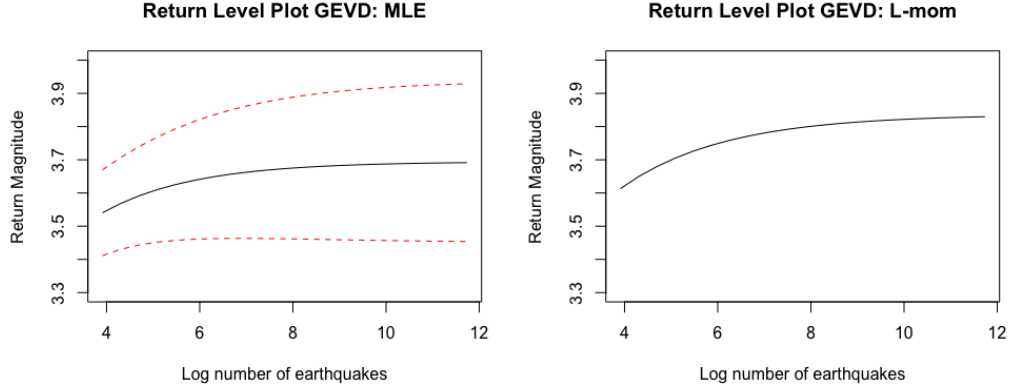 Return Level Plot GEVD: MLE
Return Magnitude
3.9
3.7
3.5
3.3
4 6 8 10 12
Log number of earthquakes
Return Level Plot GEVD: L-mom
Return Magnitude
3.9
3.7
3.5
3.3
4 6 8 10 12
Log number of earthquakes